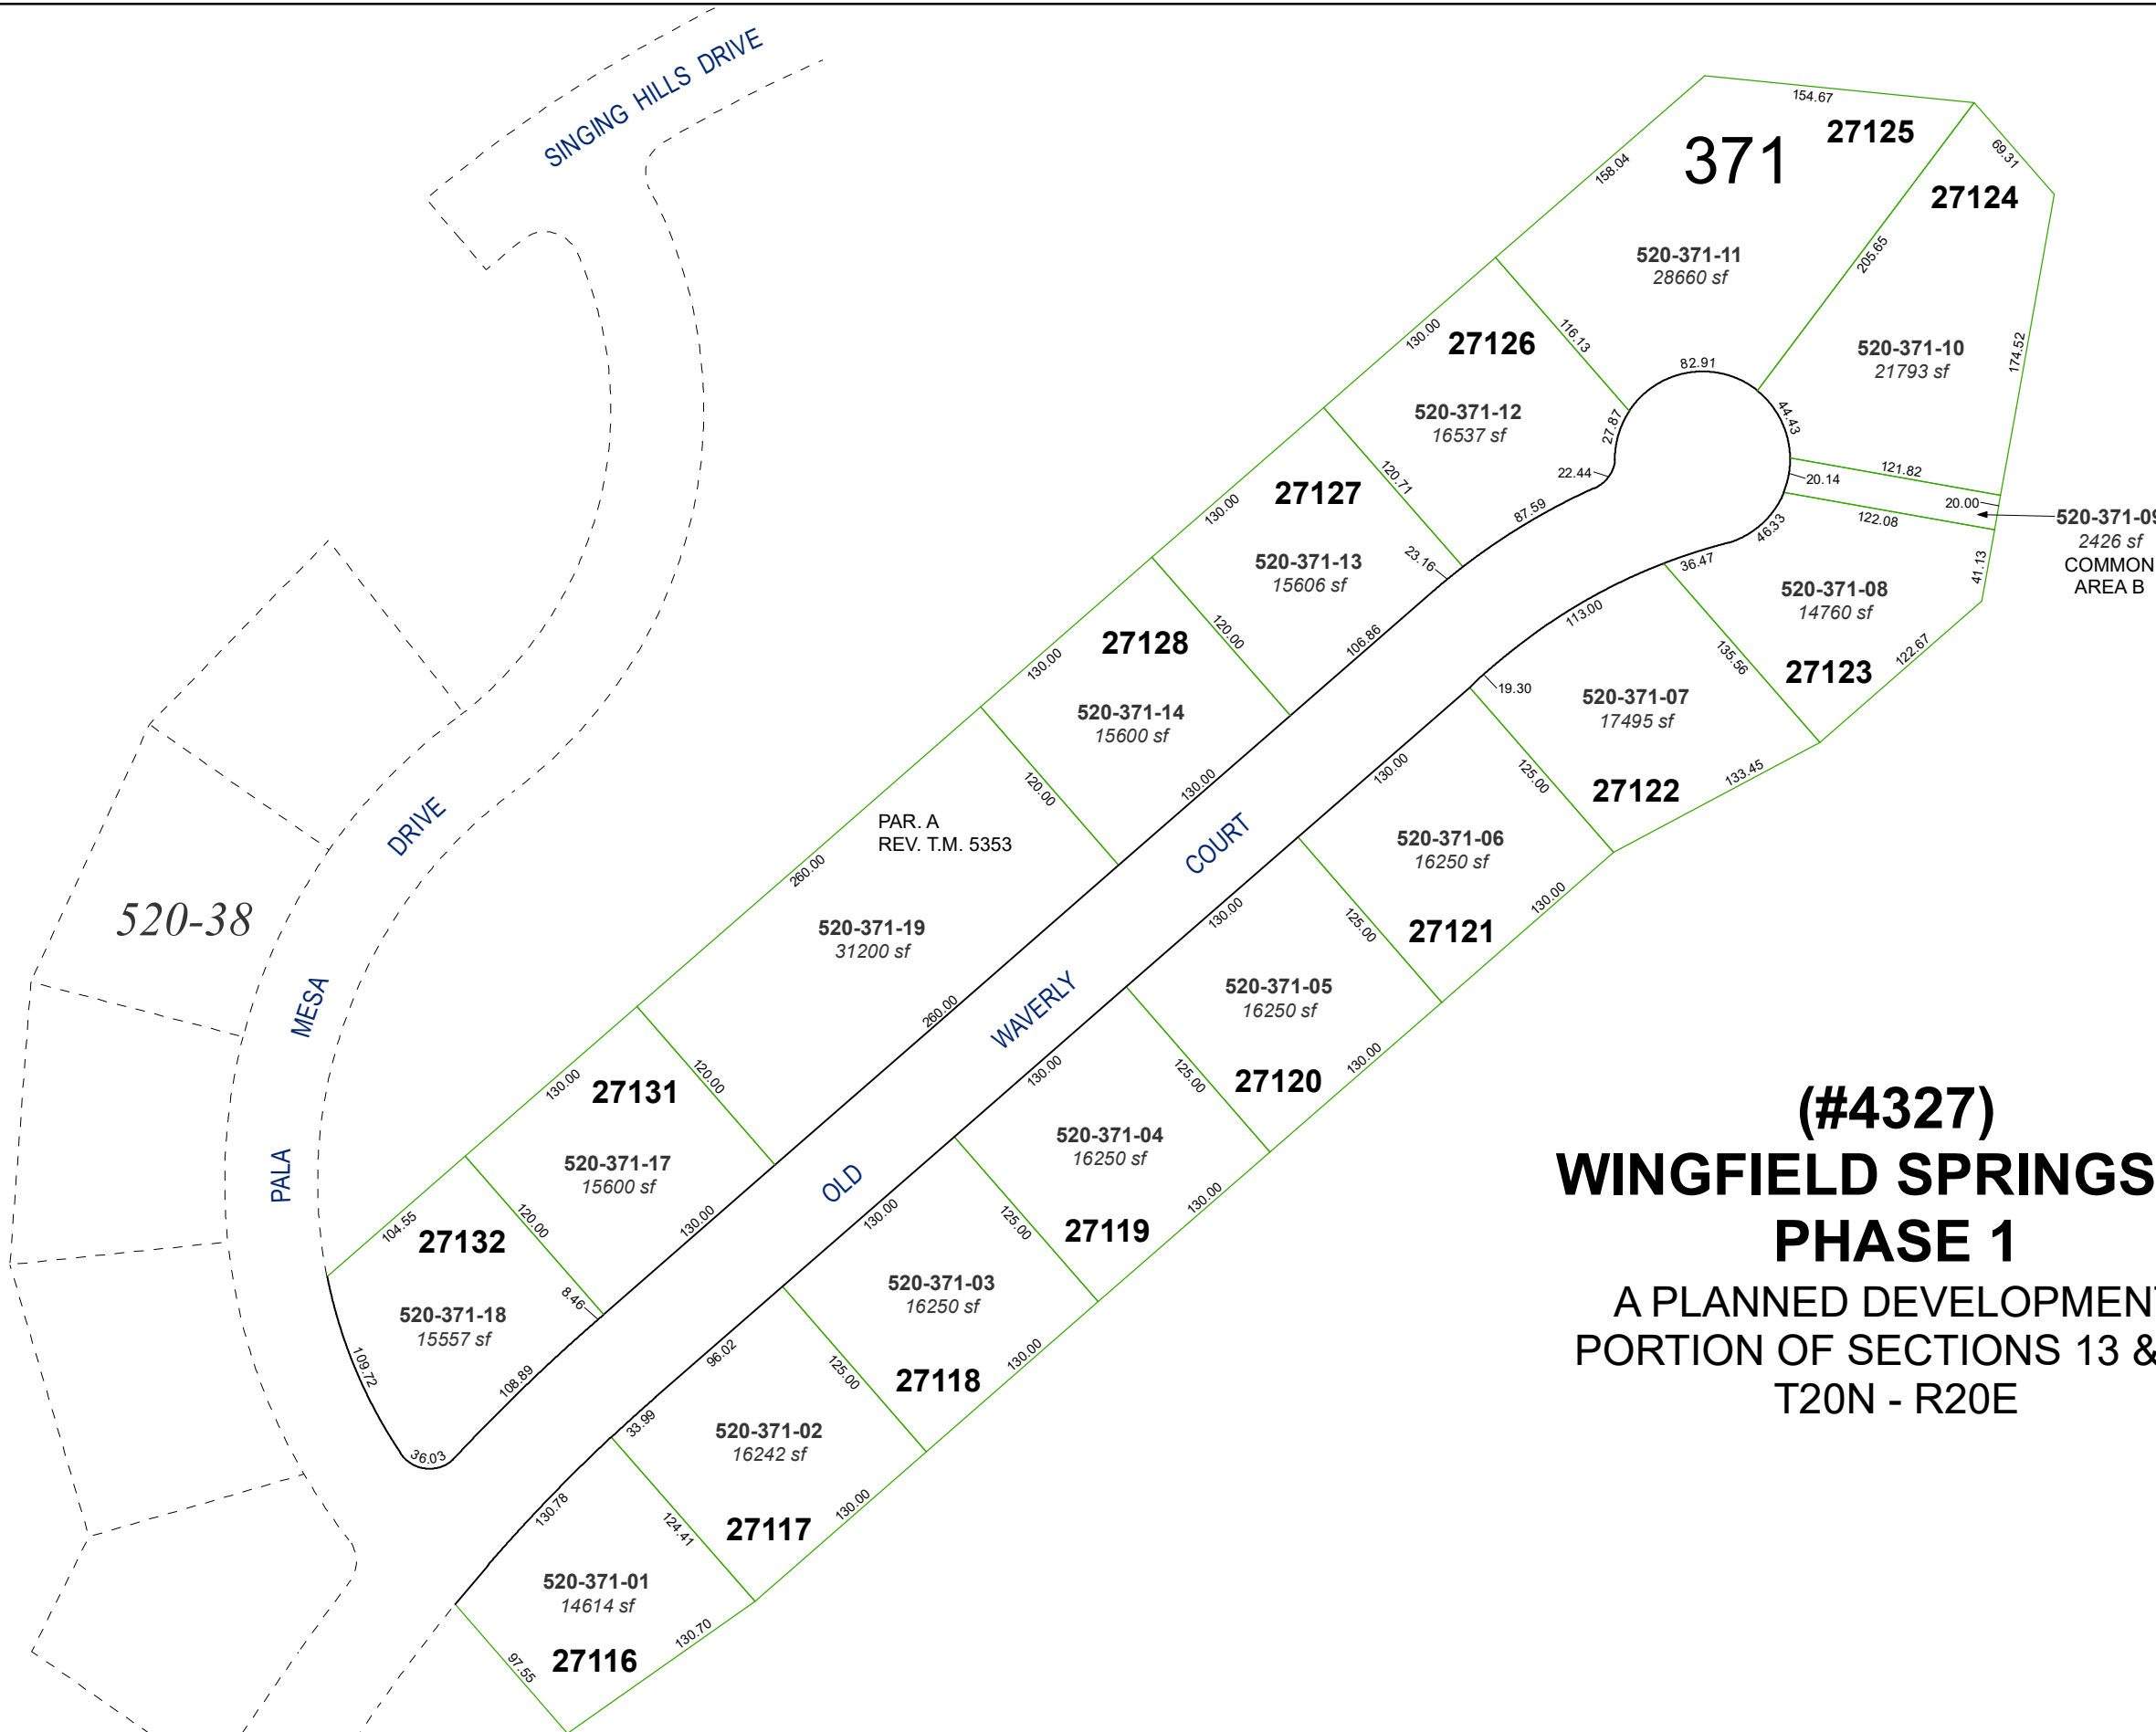 SINGING HILLS DRIVE
154.67
27125
371
69.31
158.04
27124
205.65
520-371-11
28660 sf
116.13
130.00
27126
82.91
520-371-10
21793 sf
174.52
520-371-12
16537 sf
27.87
44.43
22.44
121.82
20.14
20.00
122.08
520-371-09
2426 sf
COMMON
AREA B
46.33
41.13
130.00
27127
120.71
87.59
23.16
520-371-13
15606 sf
36.47
520-371-08
14760 sf
113.00
122.67
27123
135.56
130.00
27128
120.00
106.86
19.30
520-371-07
17495 sf
520-371-14
15600 sf
120.00
130.00
130.00
125.00
133.45
27122
PAR. A
REV. T.M. 5353
260.00
COURT
520-371-06
16250 sf
DRIVE
520-38
520-371-19
31200 sf
130.00
125.00
130.00
27121
MESA
260.00
WAVERLY
520-371-05
16250 sf
130.00
27131
120.00
130.00
125.00
27120
130.00
520-371-04
16250 sf
PALA
520-371-17
15600 sf
OLD
130.00
104.55
27132
120.00
130.00
130.00
125.00
27119
8.46
520-371-03
16250 sf
520-371-18
15557 sf
109.72
108.89
96.02
125.00
27118
130.00
36.03
33.99
520-371-02
16242 sf
130.78
124.41
27117
130.00
520-371-01
14614 sf
97.55
27116
130.70
(#4327)
WINGFIELD SPRINGS
PHASE 1
A PLANNED DEVELOPMENT
PORTION OF SECTIONS 13 &
T20N - R20E